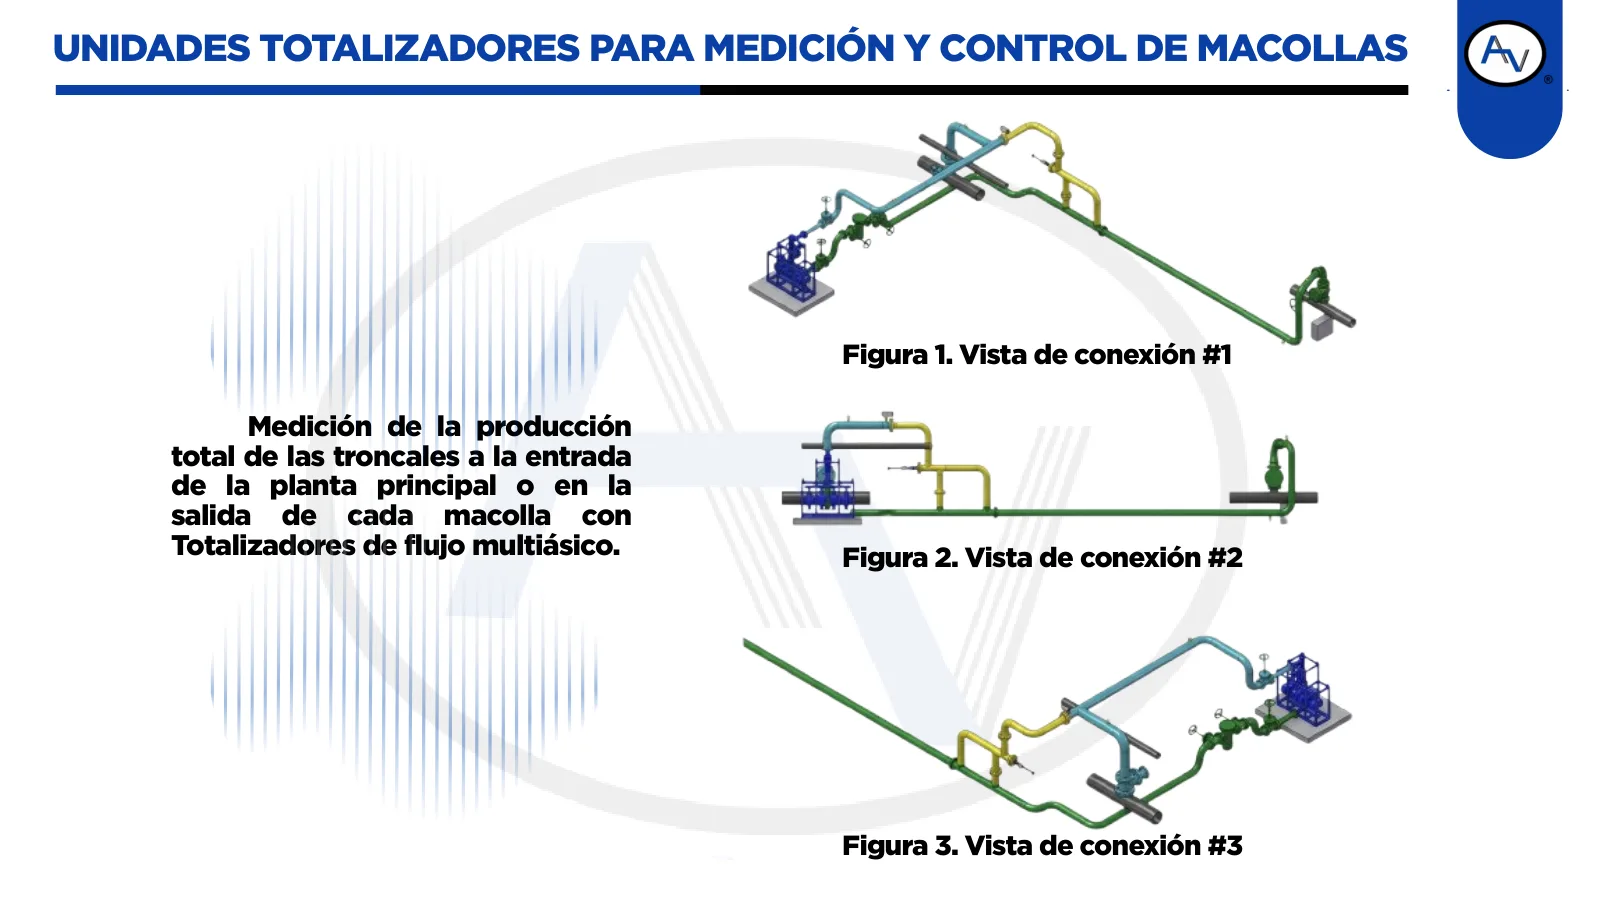 UNIDADES TOTALIZADORES PARA MEDICIÓN Y CONTROL DE MACOLLAS
AV
®
Figura 1. Vista de conexión #1
Medición de la producción
total de las troncales a la entrada
de la planta principal o en la
salida de cada macolla con
Totalizadores de flujo multiásico.
Figura 2. Vista de conexión #2
Figura 3. Vista de conexión #3